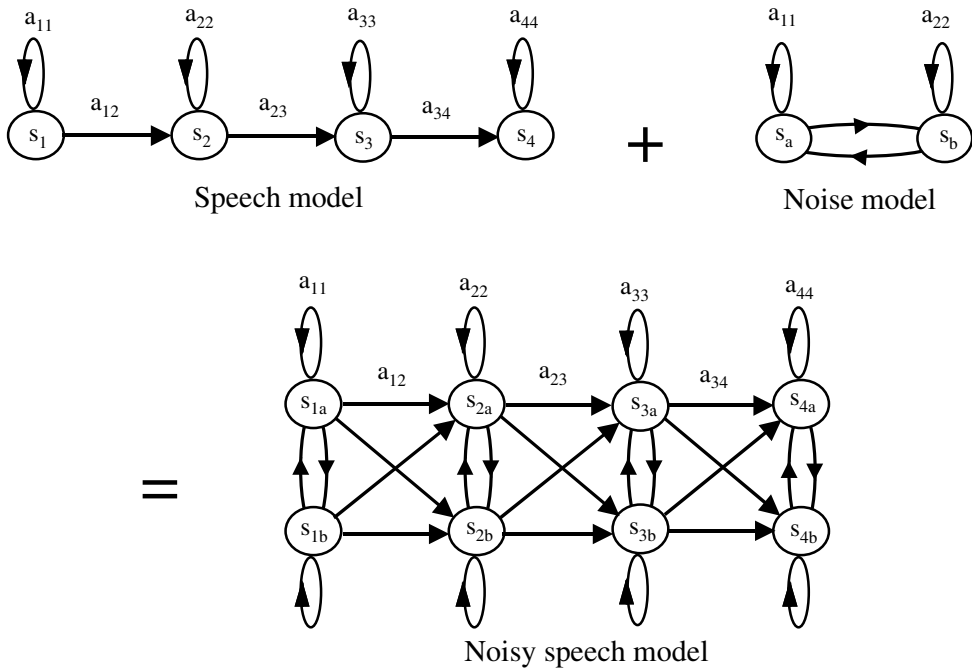 a11 a22 a33 a44 a11 a22
a12 a23 a34
s1 s2 s3 s4 + sa sb
Speech model Noise model
a11 a22 a33 a44
a12 a23 a34
s1a s2a s3a s4a
=
s1b s2b s3b s4b
Noisy speech model